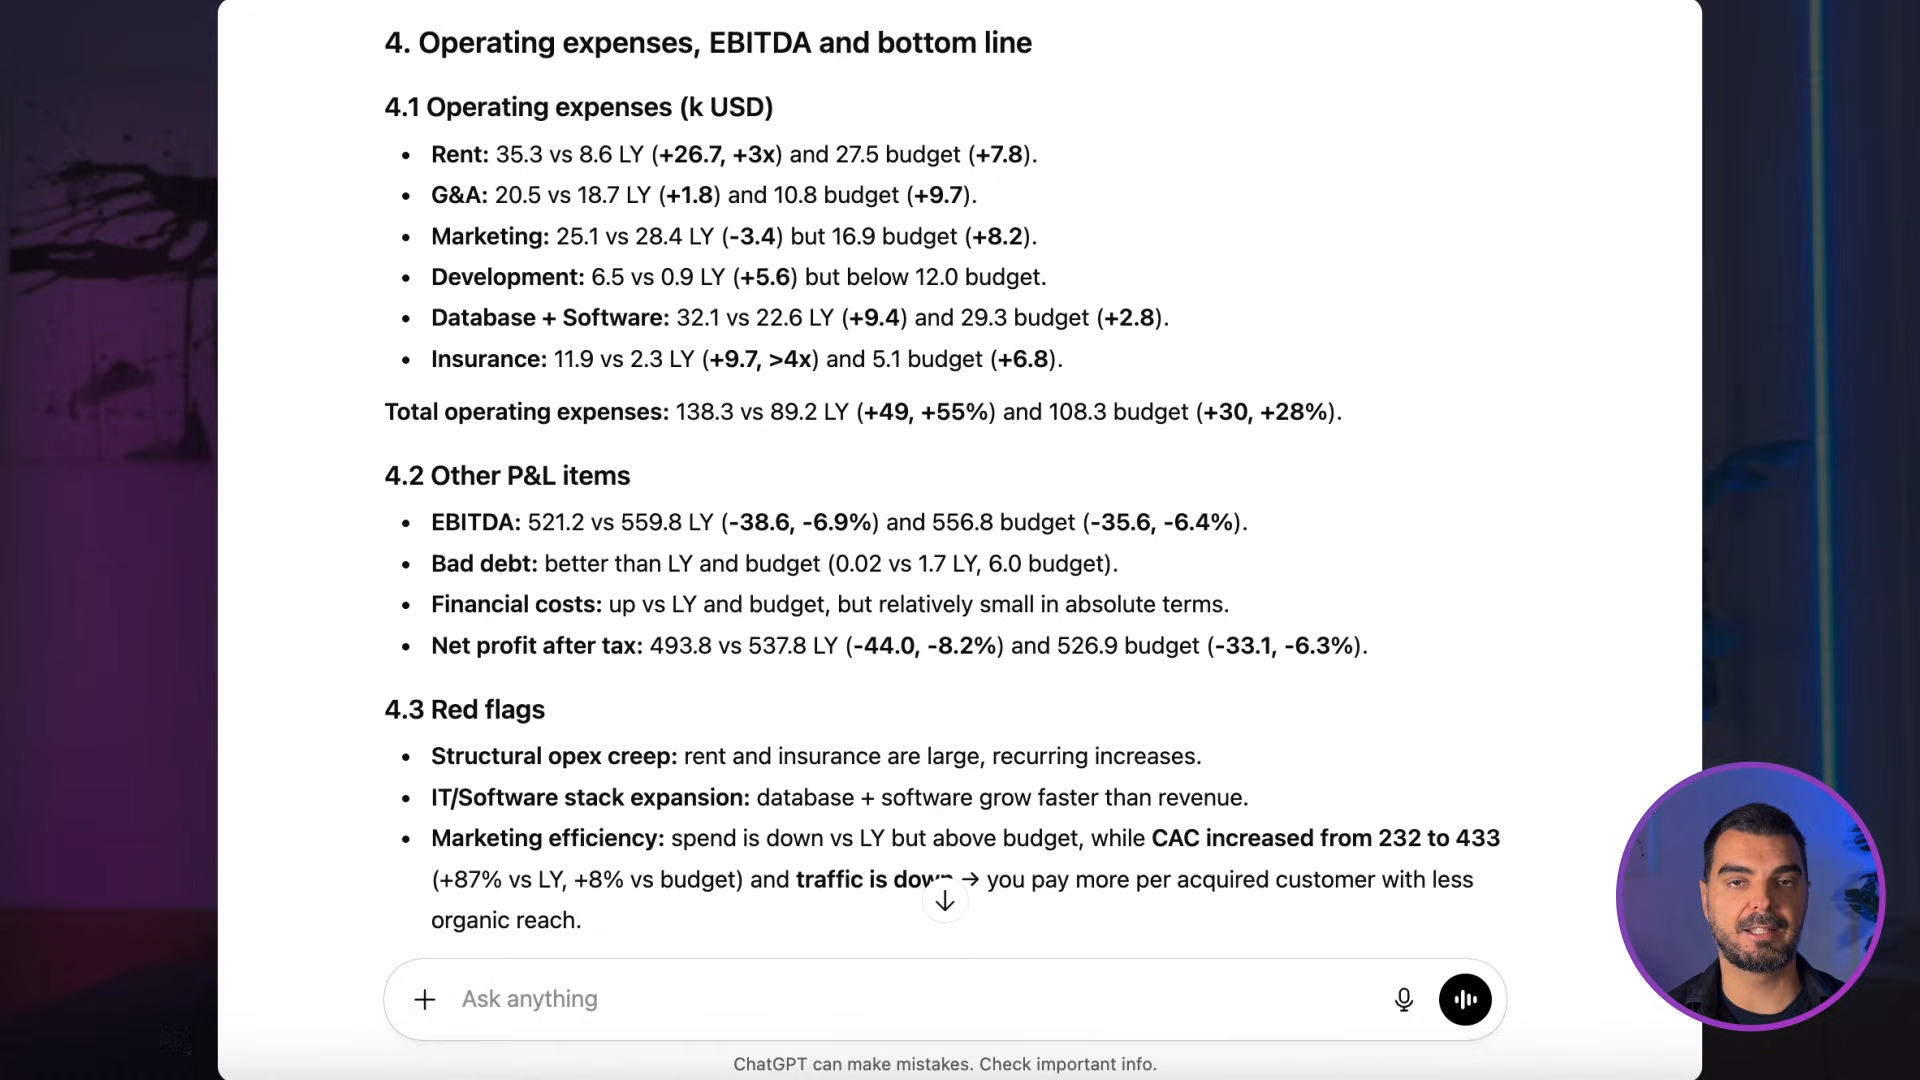 4. Operating expenses, EBITDA and bottom line
4.1 Operating expenses (k USD)
• Rent: 35.3 vs 8.6 LY (+26.7, +3x) and 27.5 budget (+7.8).
• G&A: 20.5 vs 18.7 LY (+1.8) and 10.8 budget (+9.7).
• Marketing: 25.1 vs 28.4 LY (-3.4) but 16.9 budget (+8.2).
• Development: 6.5 vs 0.9 LY (+5.6) but below 12.0 budget.
• Database + Software: 32.1 vs 22.6 LY (+9.4) and 29.3 budget (+2.8).
• Insurance: 11.9 vs 2.3 LY (+9.7, >4x) and 5.1 budget (+6.8).
Total operating expenses: 138.3 vs 89.2 LY (+49, +55%) and 108.3 budget (+30, +28%).
4.2 Other P&L items
• EBITDA: 521.2 vs 559.8 LY (-38.6, -6.9%) and 556.8 budget (-35.6, -6.4%).
• Bad debt: better than LY and budget (0.02 vs 1.7 LY, 6.0 budget).
• Financial costs: up vs LY and budget, but relatively small in absolute terms.
• Net profit after tax: 493.8 vs 537.8 LY (-44.0, -8.2%) and 526.9 budget (-33.1, -6.3%).
4.3 Red flags
• Structural opex creep: rent and insurance are large, recurring increases.
• IT/Software stack expansion: database + software grow faster than revenue.
• Marketing efficiency: spend is down vs LY but above budget, while CAC increased from 232 to 433
(+87% vs LY, +8% vs budget) and traffic is down → you pay more per acquired customer with less
organic reach.
Ask anything
ChatGPT can make mistakes. Check important info.